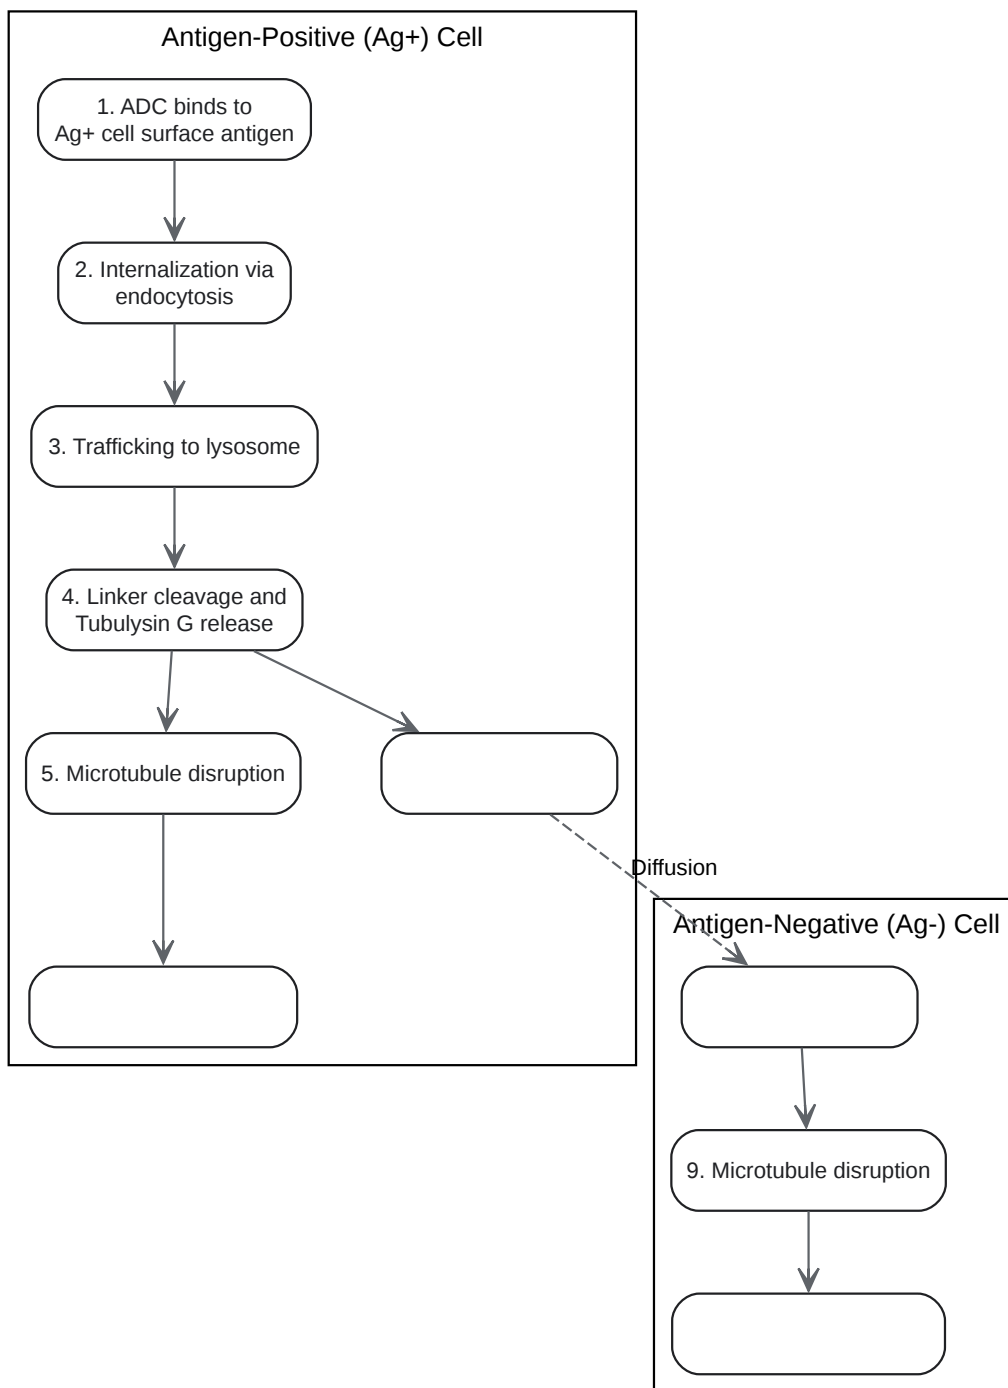 Antigen-Positive (Ag+) Cell
1. ADC binds to
Ag+ cell surface antigen
2. Internalization via
endocytosis
3. Trafficking to lysosome
4. Linker cleavage and
Tubulysin G release
5. Microtubule disruption
Diffusion
Antigen-Negative (Ag-) Cell
9. Microtubule disruption